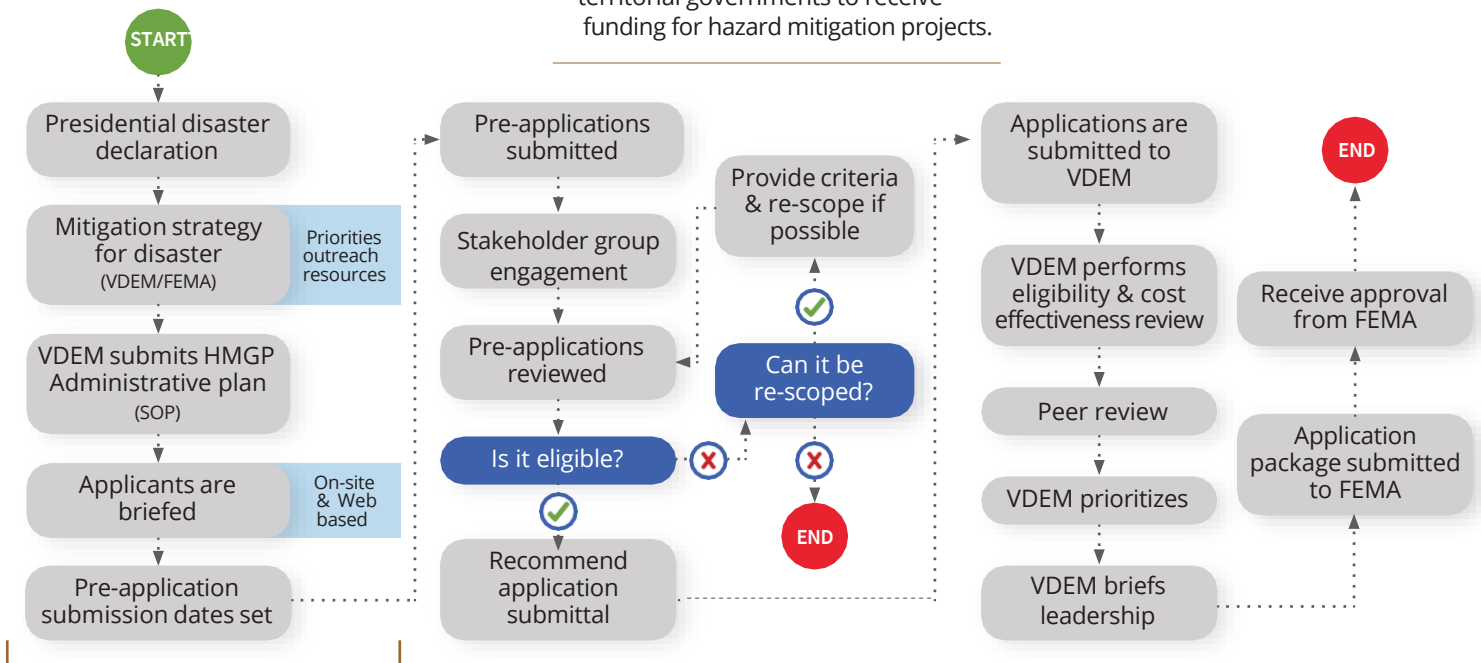 territorial governments to receive
funding for hazard mitigation projects.
START
Presidential disaster
declaration
Mitigation strategy
for disaster
(VDEM/FEMA)
Priorities
outreach
resources
VDEM submits HMGP
Administrative plan
(SOP)
Applicants are
briefed
On-site
& Web
based
Pre-application
submission dates set
Pre-applications
submitted
Stakeholder group
engagement
Pre-applications
reviewed
Is it eligible?
Recommend
application
submittal
Provide criteria
& re-scope if
possible
Can it be
re-scoped?
END
Applications are
submitted to
VDEM
VDEM performs
eligibility & cost
effectiveness review
Peer review
VDEM prioritizes
VDEM briefs
leadership
Application
package submitted
to FEMA
Receive approval
from FEMA
END